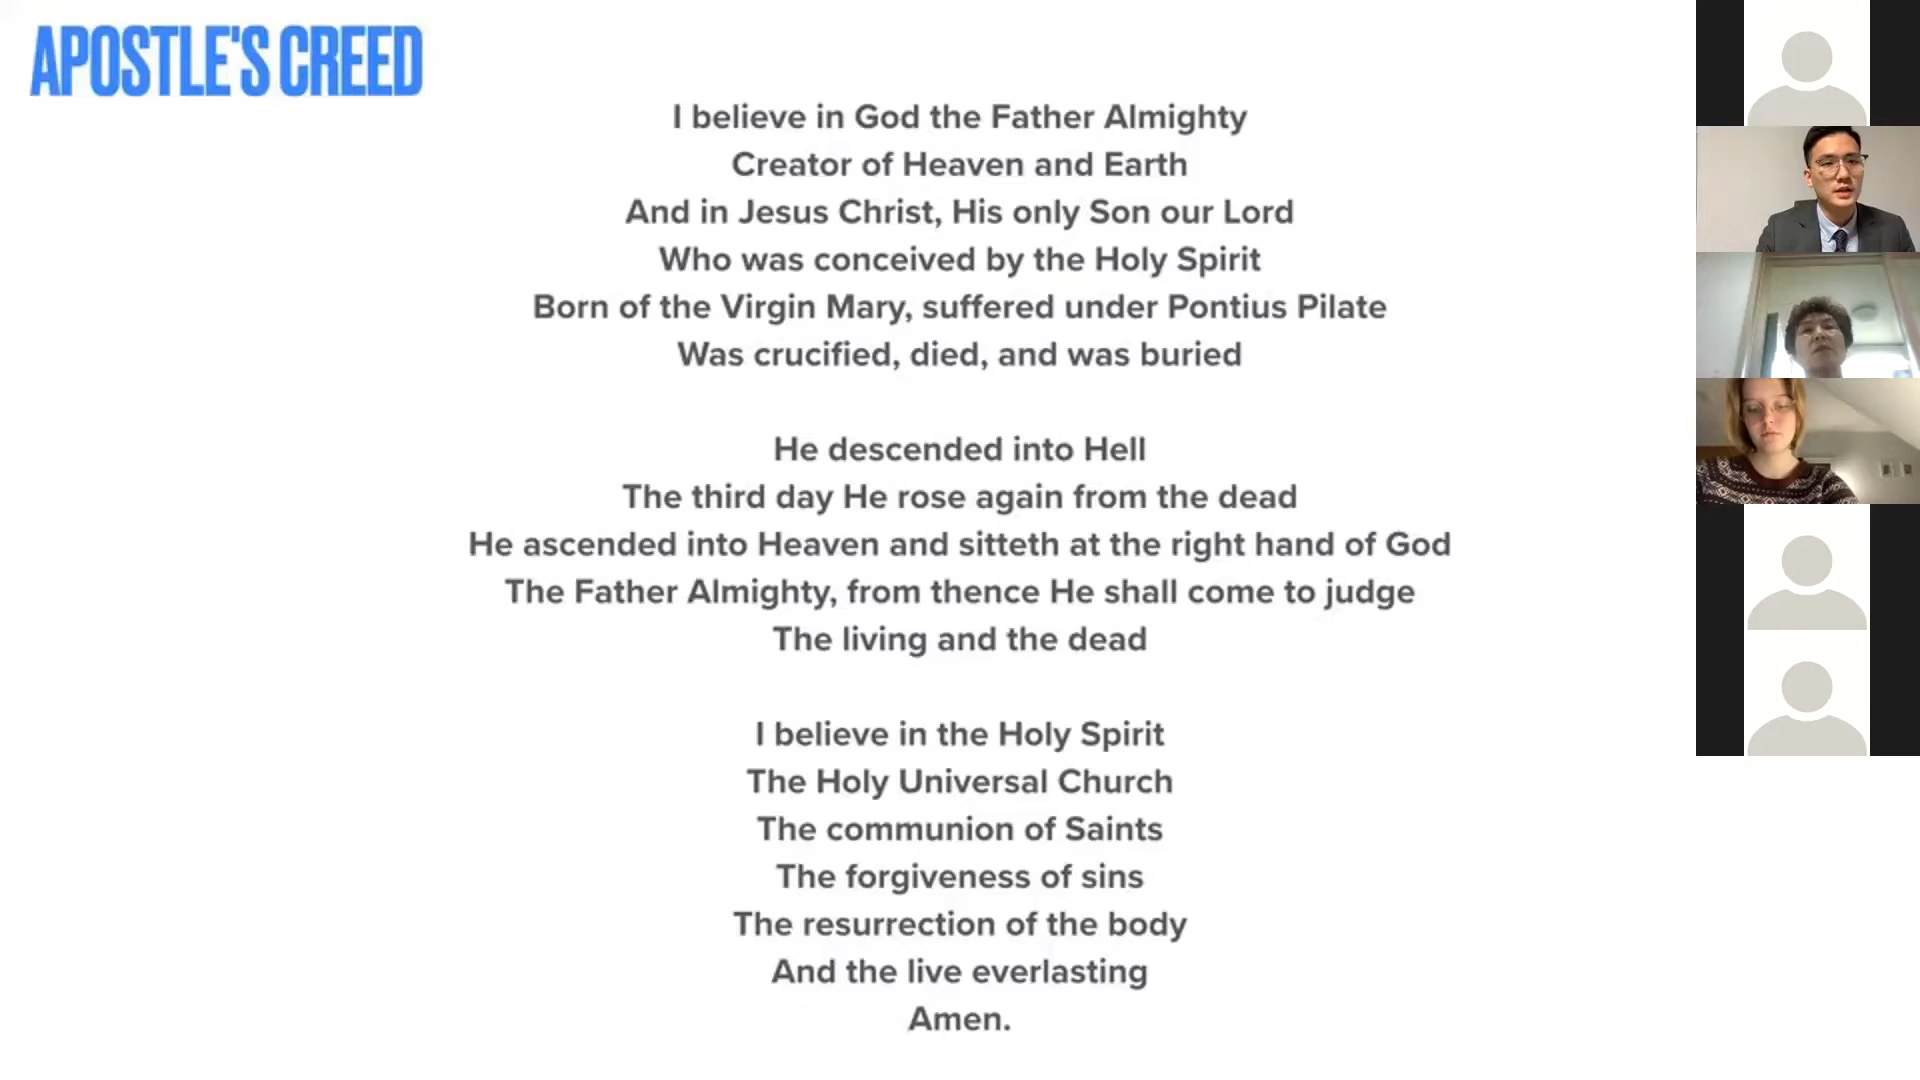 APOSTLE'S CREED
I believe in God the Father Almighty
Creator of Heaven and Earth
And in Jesus Christ, His only Son our Lord
Who was conceived by the Holy Spirit
Born of the Virgin Mary, suffered under Pontius Pilate
Was crucified, died, and was buried
He descended into Hell
The third day He rose again from the dead
He ascended into Heaven and sitteth at the right hand of God
The Father Almighty, from thence He shall come to judge
The living and the dead
I believe in the Holy Spirit
The Holy Universal Church
The communion of Saints
The forgiveness of sins
The resurrection of the body
And the live everlasting
Amen.